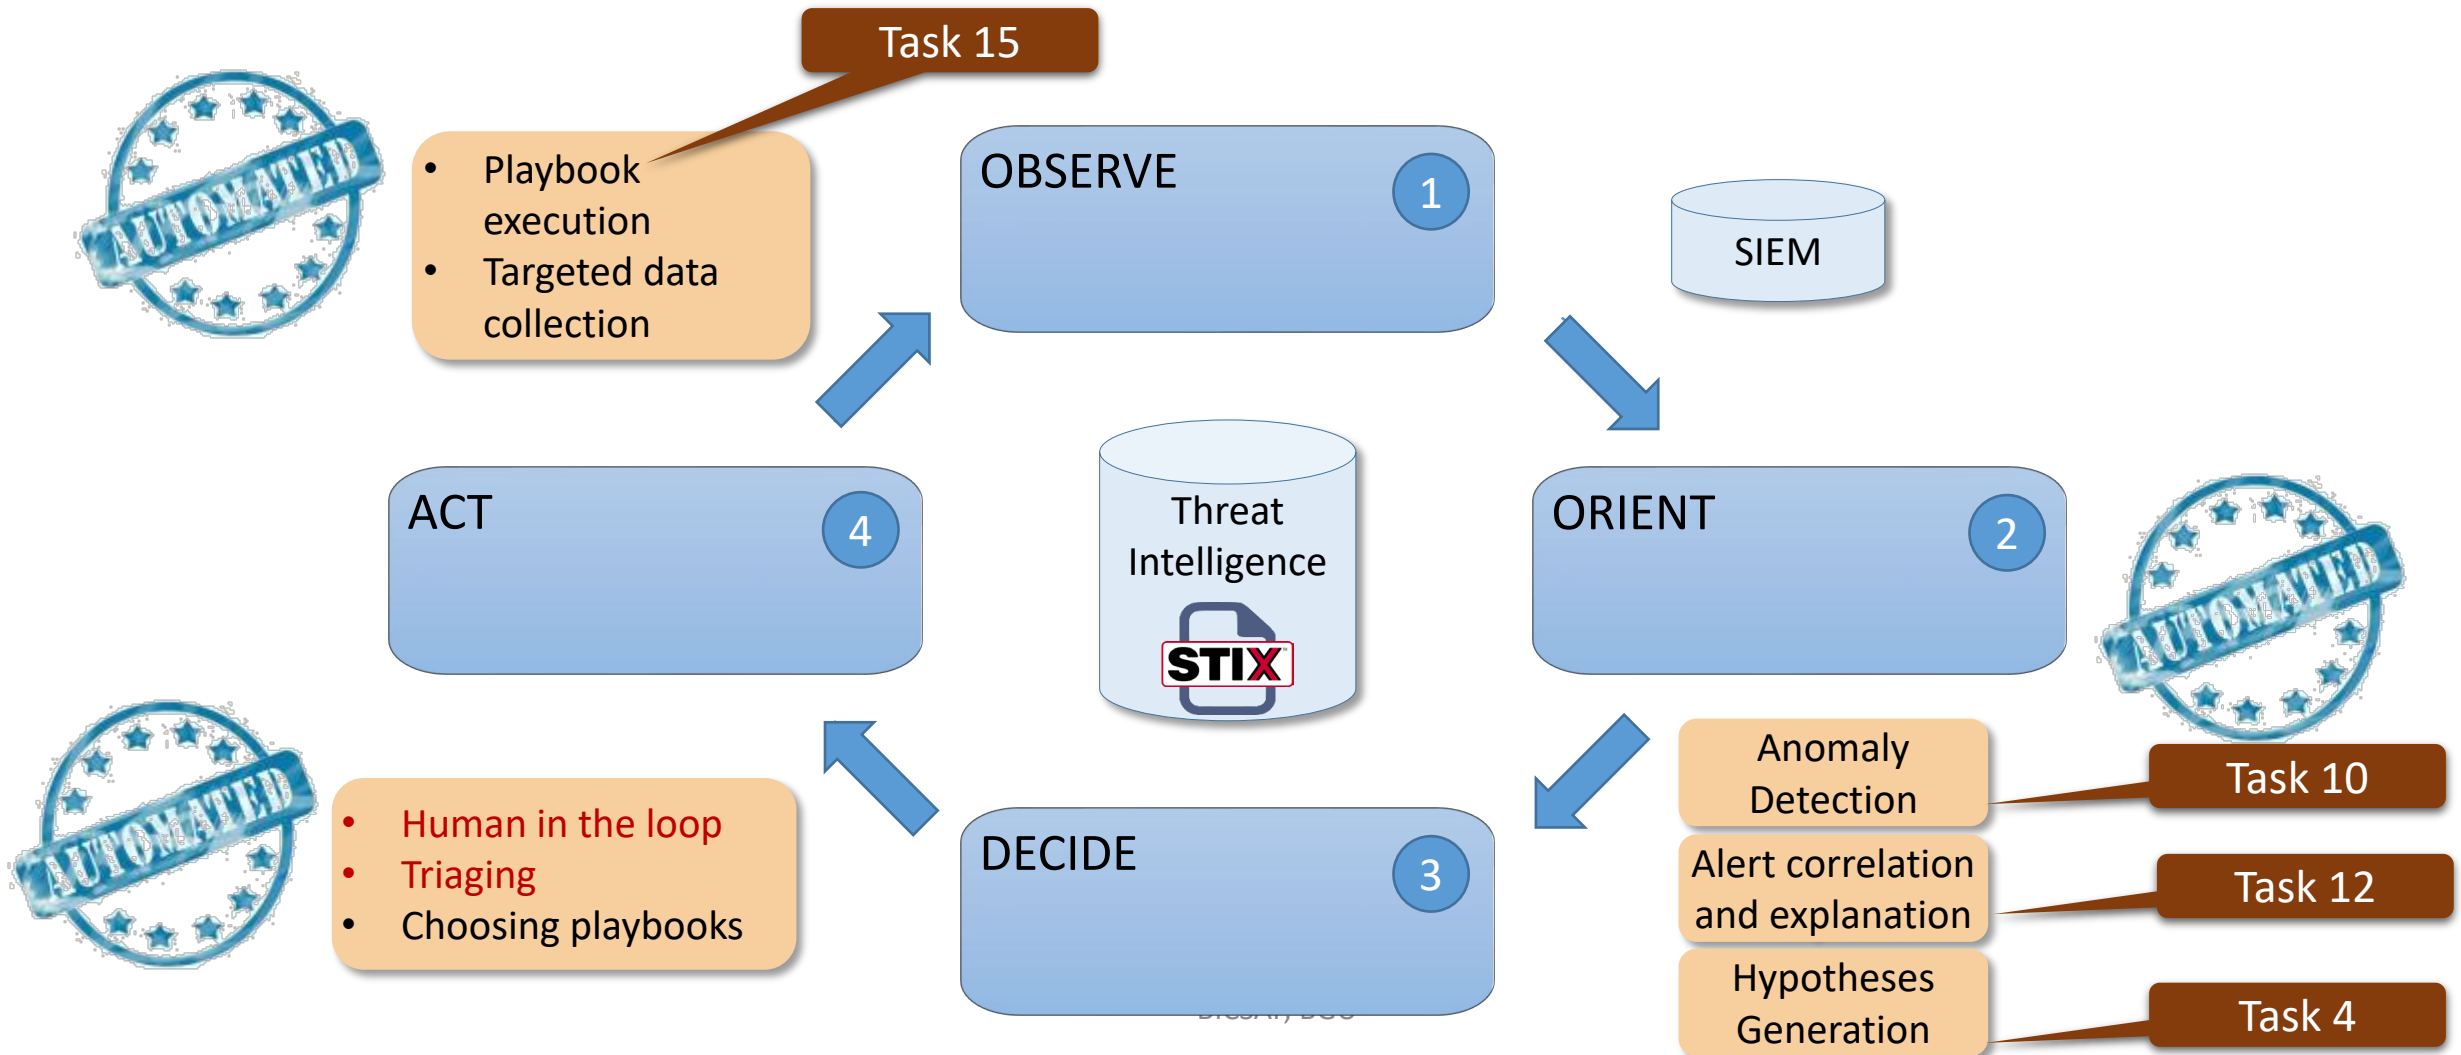 Task 15
AUTOMATED
• Playbook
execution
• Targeted data
collection
OBSERVE
1
SIEM
ACT
4
Threat
Intelligence
STIX
ORIENT
2
AUTOMATED
AUTOMATED
• Human in the loop
• Triaging
• Choosing playbooks
DECIDE
3
Anomaly
Detection
Task 10
Alert correlation
and explanation
Task 12
Hypotheses
Generation
Task 4